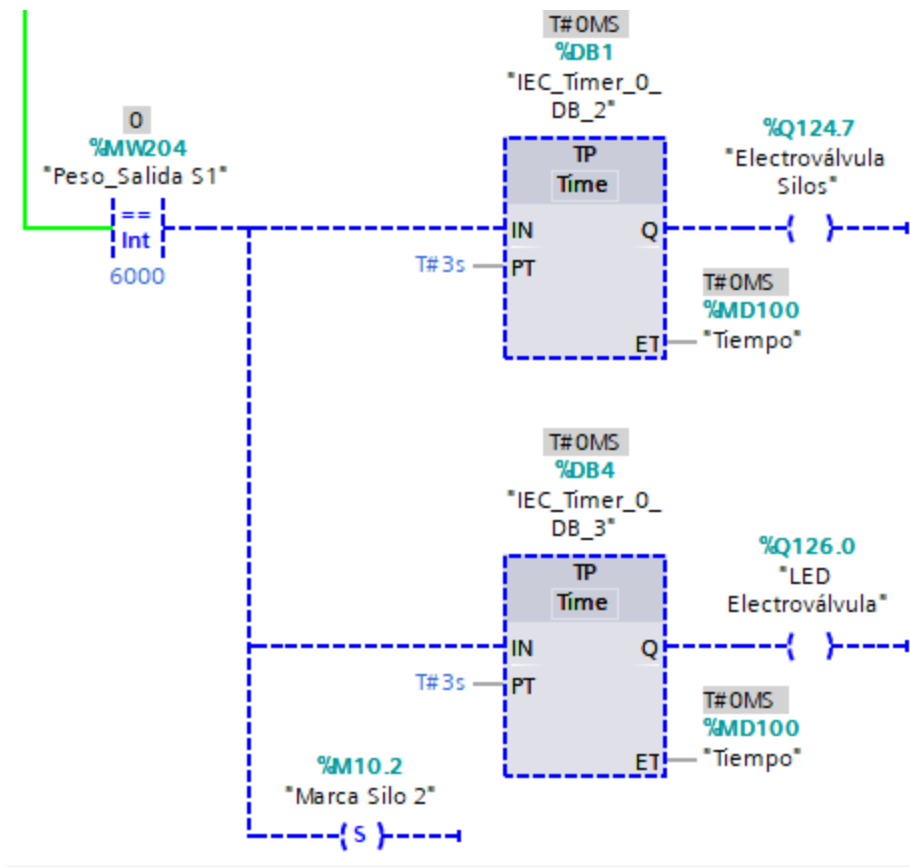 T#0MS
%DB1
"IEC_Timer_0_
DB_2"
0
%MW204
"Peso_Salida S1"
==
Int
6000
TP
Time
IN
Q
T#3s
PT
ET
%Q124.7
"Electroválvula
Silos"
T#0MS
%MD100
"Tiempo"
T#0MS
%DB4
"IEC_Timer_0_
DB_3"
TP
Time
IN
Q
T#3s
PT
ET
%Q126.0
"LED
Electroválvula"
T#0MS
%MD100
"Tiempo"
%M10.2
"Marca Silo 2"
S